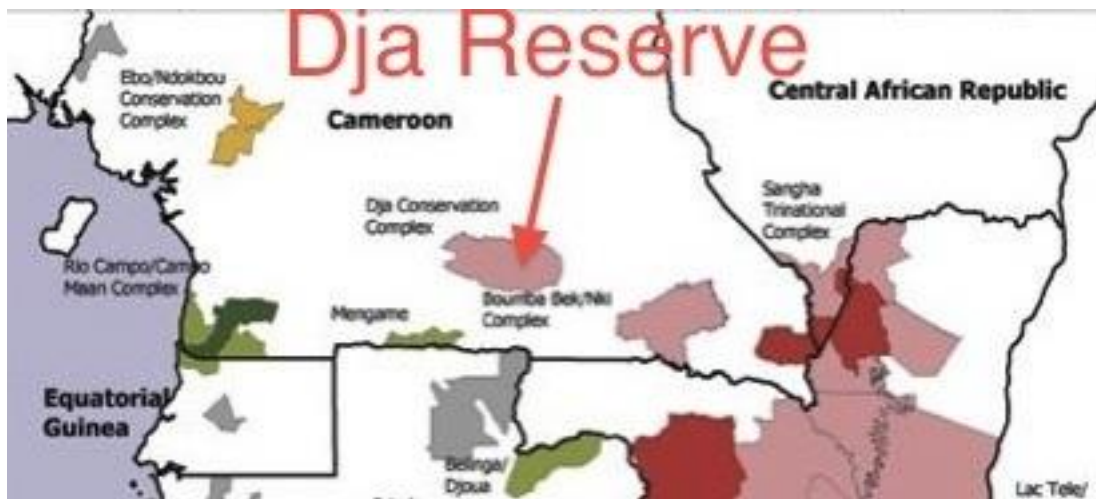 Dja Reserve
Ebo/Ndokbou
Conservation
Complex
Cameroon
Central African Republic
Dja Conservation
Complex
Sangha
Trinational
Complex
Rio Campo/Campo
Maan Complex
Mengame
Boumba Bek/Nki
Complex
Equatorial
Guinea
Belinga/
Djoua
Lac Tele/